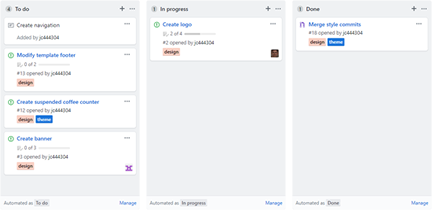 4 To do
Create navigation
Added by jc444304
Modify template footer
0 of 2
#13 opened by jc444304
design
Create suspended coffee counter
#12 opened by jc444304
design theme
Create banner
0 of 3
#3 opened by jc444304
design
Automated as To do Manage
1 In progress
Create logo
2 of 4
#2 opened by jc444304
design
Automated as In progress Manage
1 Done
Merge style commits
#18 opened by jc444304
design theme
Automated as Done Manage